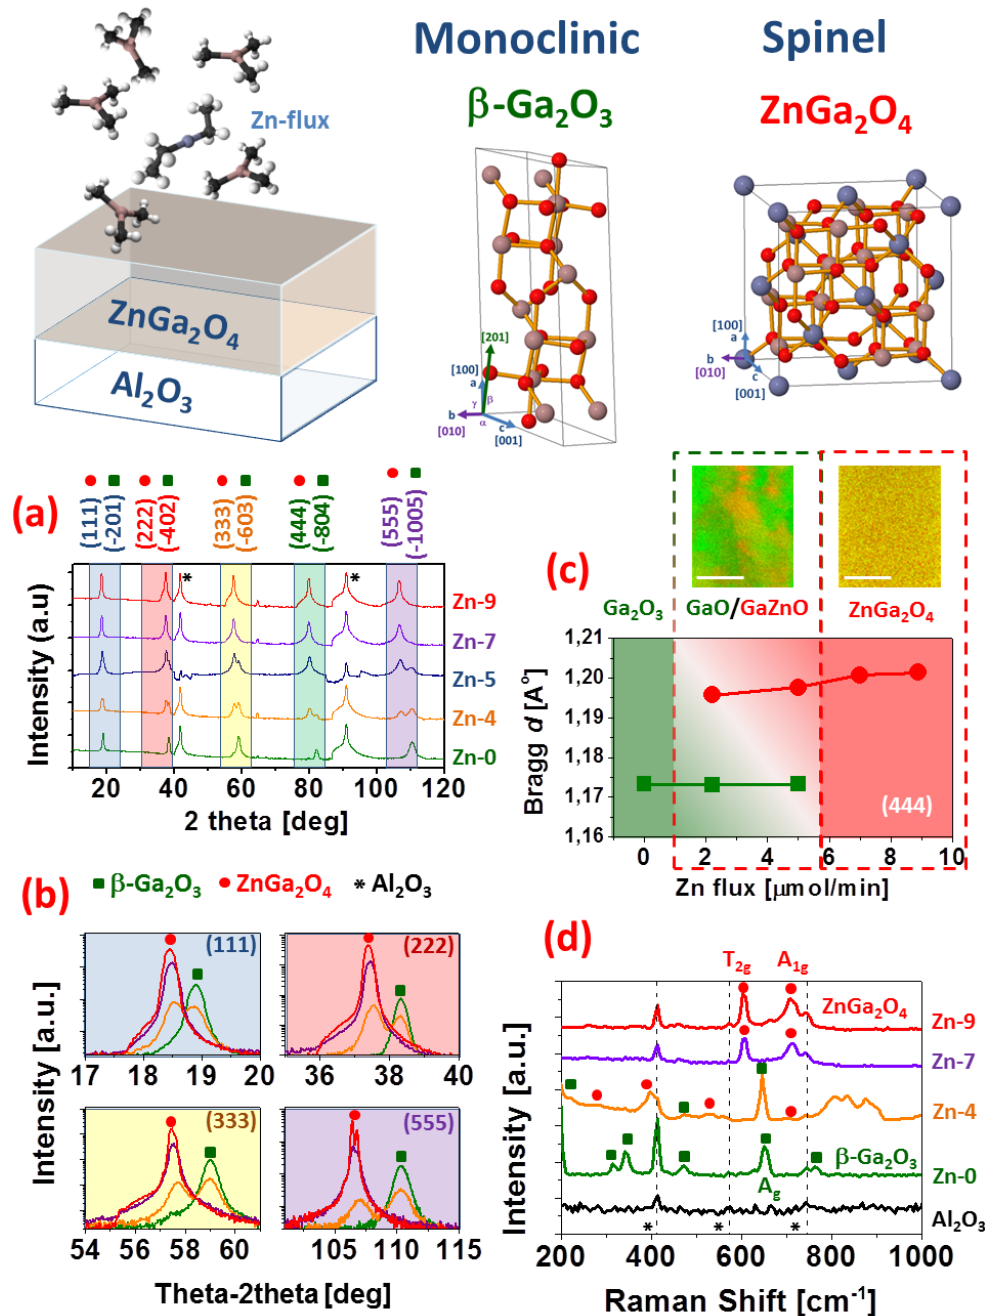 Monoclinic
β-Ga₂O₃
Spinel
ZnGa₂O₄
Zn-flux
ZnGa₂O₄
Al₂O₃
[201]
[100]
a
γ
β
b
α
c
[010]
[001]
[100]
a
b
[010]
c
[001]
(a)
(111)
(-201)
(222)
(-402)
(333)
(-603)
(444)
(-804)
(555)
(-1005)
*
*
Intensity (a.u)
Zn-9
Zn-7
Zn-5
Zn-4
Zn-0
20 40 60 80 100 120
2 theta [deg]
(c)
Ga₂O₃
GaO/GaZnO
ZnGa₂O₄
1,21
1,20
1,19
1,18
1,17
1,16
Bragg d [A°]
(444)
0 2 4 6 8 10
Zn flux [μmol/min]
(b)
β-Ga₂O₃
ZnGa₂O₄
* Al₂O₃
Intensity [a.u.]
(111)
17 18 19 20
(222)
36 38 40
Intensity [a.u.]
(333)
54 56 58 60
(555)
105 110 115
Theta-2theta [deg]
(d)
T2g
A1g
ZnGa₂O₄
Zn-9
Zn-7
Zn-4
β-Ga₂O₃
Zn-0
Ag
Al₂O₃
* * *
Intensity [a.u.]
200 400 600 800 1000
Raman Shift [cm⁻¹]